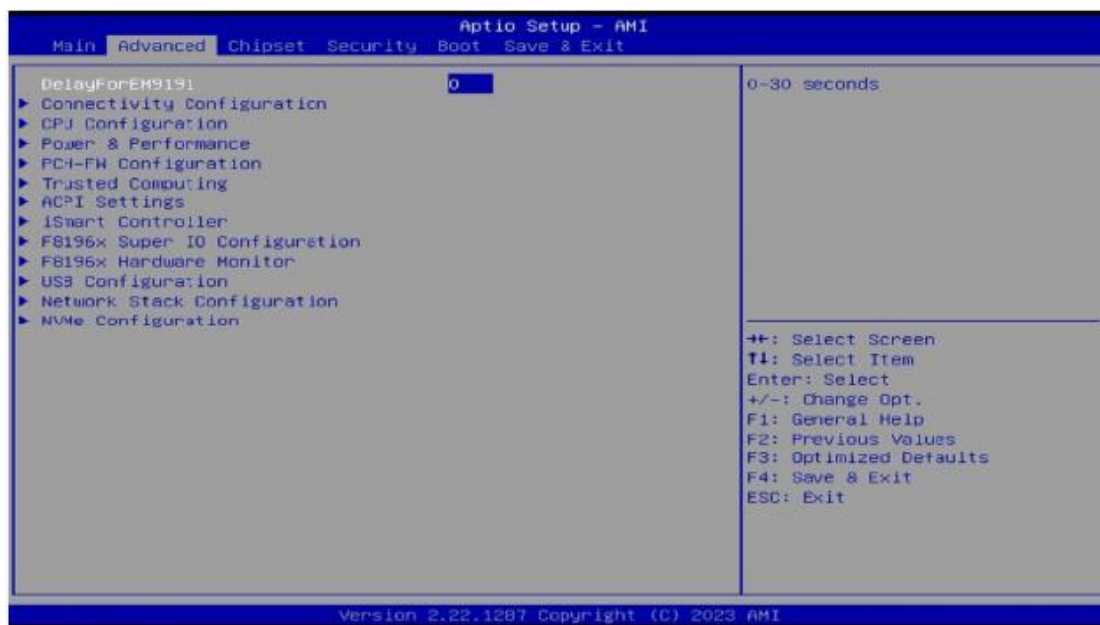 Aptio Setup – AMI
Main Advanced Chipset Security Boot Save & Exit
DelayForEM9191 0
▶ Connectivity Configuration
▶ CPU Configuration
▶ Power & Performance
▶ PCH-FW Configuration
▶ Trusted Computing
▶ ACPI Settings
▶ iSmart Controller
▶ F8196x Super IO Configuration
▶ F8196x Hardware Monitor
▶ USB Configuration
▶ Network Stack Configuration
▶ NVMe Configuration
0-30 seconds
→←: Select Screen
↑↓: Select Item
Enter: Select
+/-: Change Opt.
F1: General Help
F2: Previous Values
F3: Optimized Defaults
F4: Save & Exit
ESC: Exit
Version 2.22.1287 Copyright (C) 2023 AMI